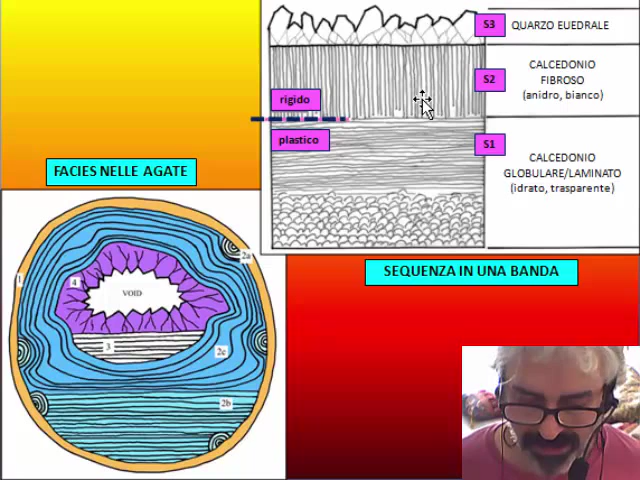 S3
QUARZO EUEDRALE
S2
CALCEDONIO
FIBROSO
(anidro, bianco)
rigido
plastico
S1
CALCEDONIO
GLOBULARE/LAMINATO
(idrato, trasparente)
FACIES NELLE AGATE
SEQUENZA IN UNA BANDA
1
2a
4
VOID
3
2c
2b